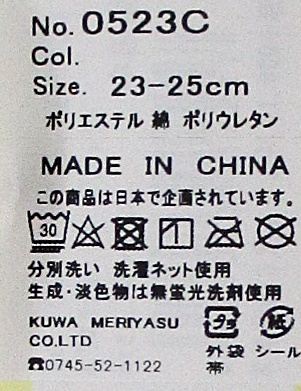 No. 0523C
Col.
Size. 23-25cm
ポリエステル 綿 ポリウレタン
MADE IN CHINA
この商品は日本で企画されています。
30
分別洗い 洗濯ネット使用
生成・淡色物は無蛍光洗剤使用
KUWA MERIYASU
CO.LTD
☎0745-52-1122
プラ 紙
外袋 シール
帯